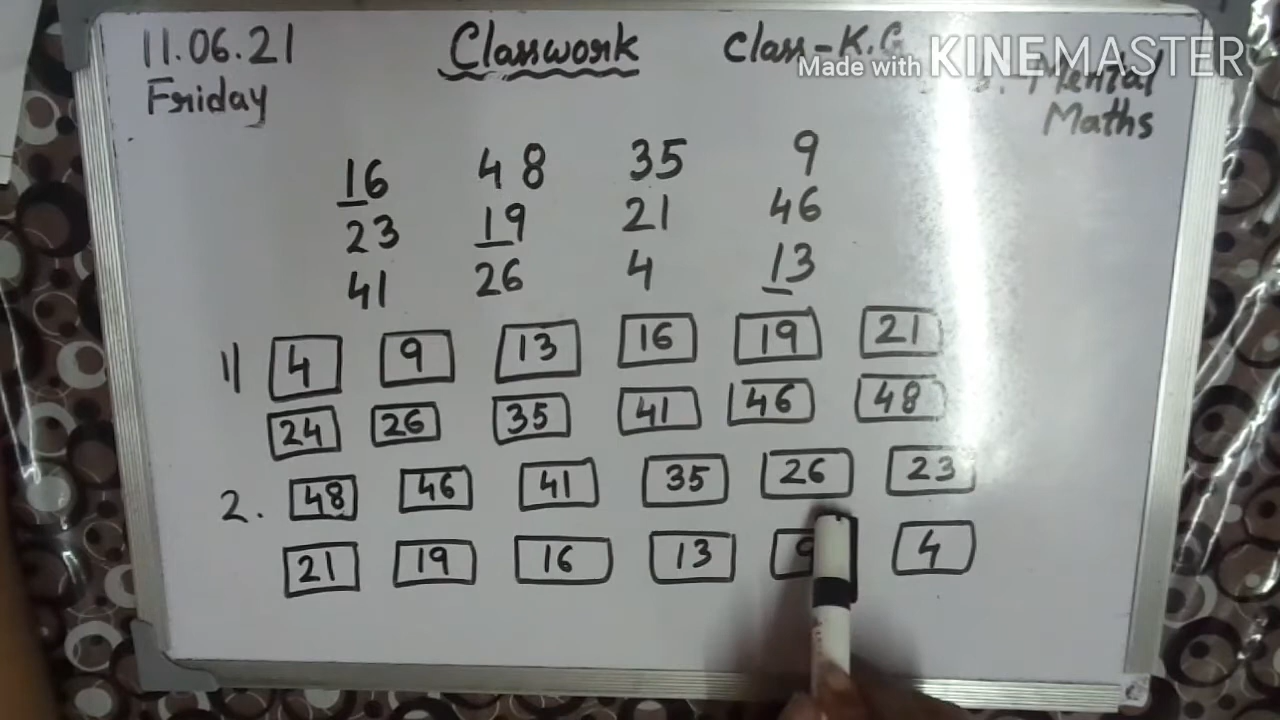 11.06.21 Classwork Class-K.G
Made with KINEMASTER
Friday Mental
Maths
16 48 35 9
23 19 21 46
41 26 4 13
1) 4 9 13 16 19 21
24 26 35 41 46 48
2. 48 46 41 35 26 23
21 19 16 13 9 4